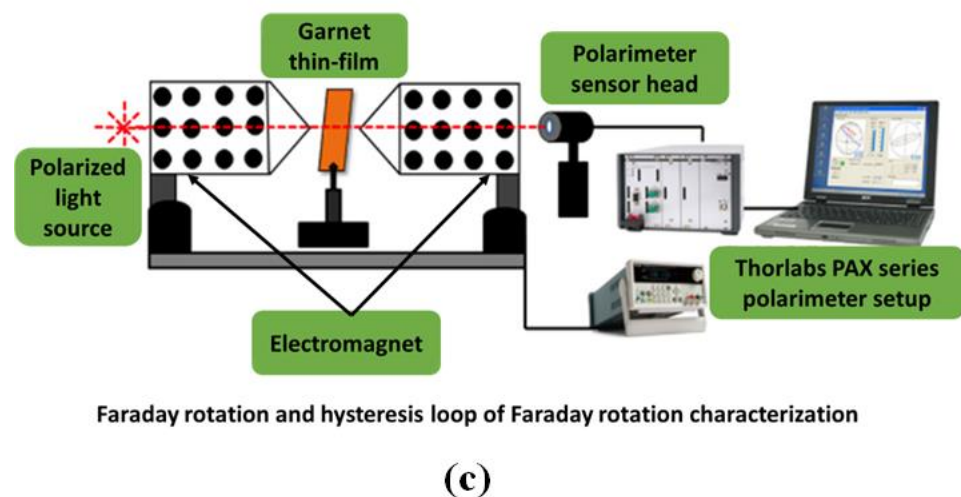 Garnet
thin-film
Polarimeter
sensor head
Polarized
light
source
Thorlabs PAX series
polarimeter setup
Electromagnet
Faraday rotation and hysteresis loop of Faraday rotation characterization
(c)